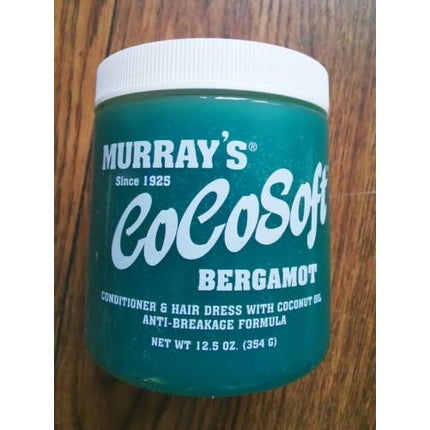 MURRAY'S®
Since 1925
CoCoSoft
BERGAMOT
CONDITIONER & HAIR DRESS WITH COCONUT OIL
ANTI-BREAKAGE FORMULA
NET WT 12.5 OZ. (354 G)